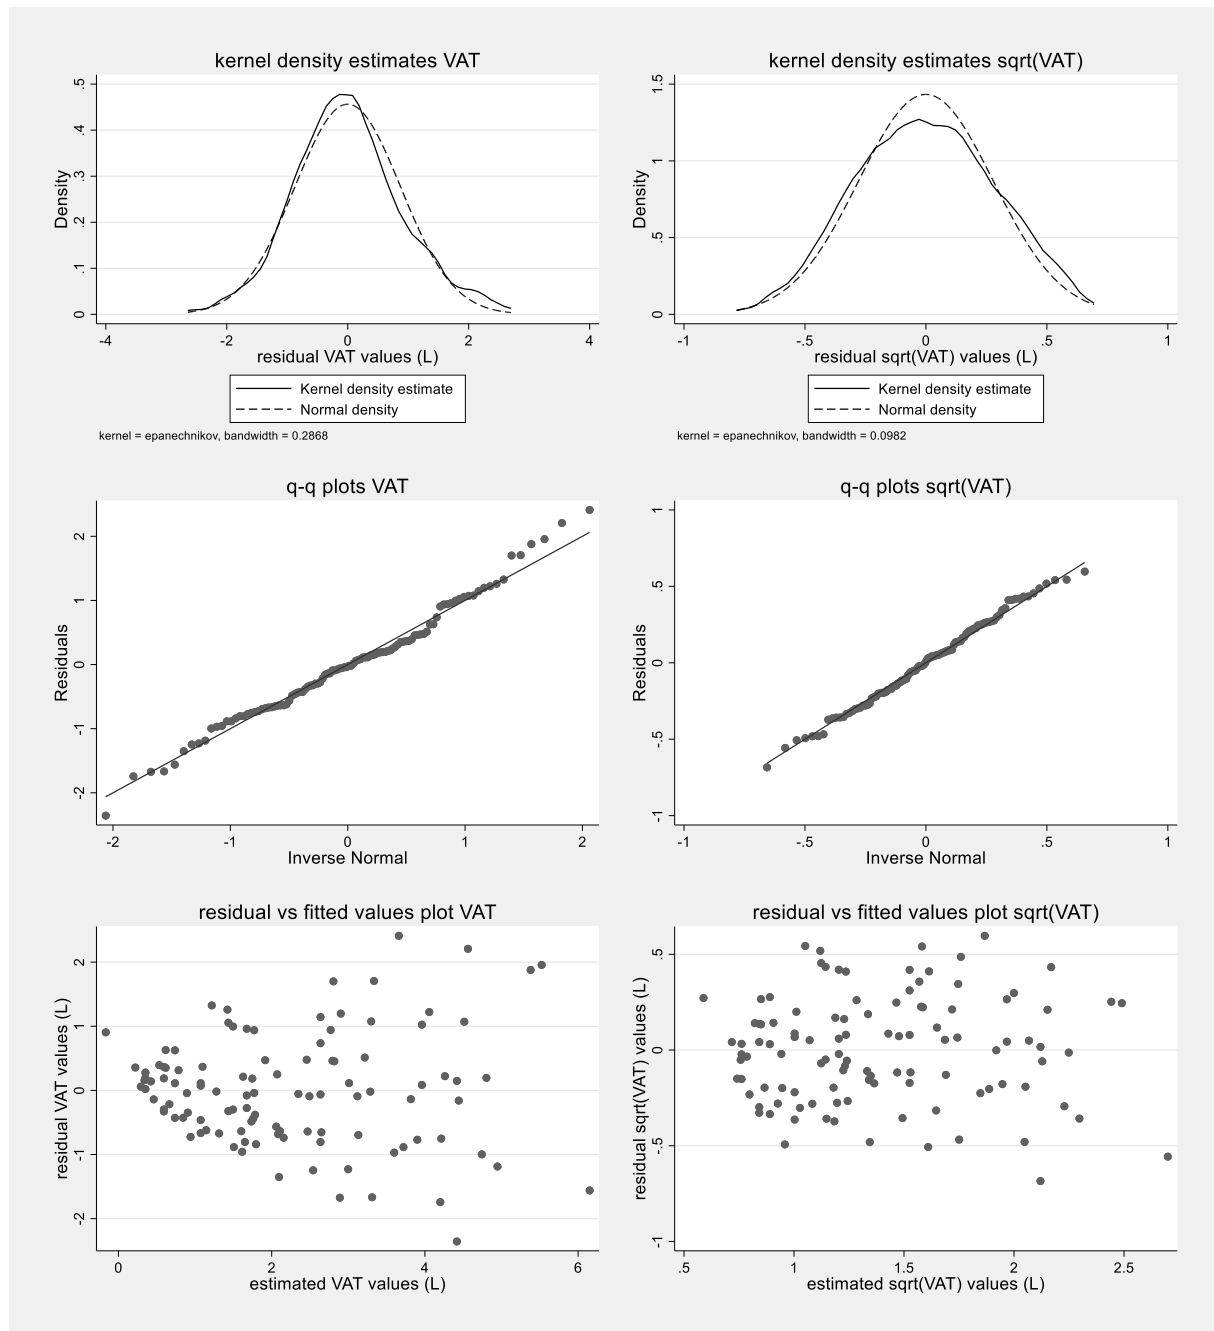 kernel density estimates VAT
Density
.5
.4
.3
.2
.1
0
-4 -2 0 2 4
residual VAT values (L)
Kernel density estimate
Normal density
kernel = epanechnikov, bandwidth = 0.2868
kernel density estimates sqrt(VAT)
Density
1.5
1
.5
0
-1 -.5 0 .5 1
residual sqrt(VAT) values (L)
Kernel density estimate
Normal density
kernel = epanechnikov, bandwidth = 0.0982
q-q plots VAT
Residuals
2
1
0
-1
-2
-2 -1 0 1 2
Inverse Normal
q-q plots sqrt(VAT)
Residuals
1
.5
0
-.5
-1
-1 -.5 0 .5 1
Inverse Normal
residual vs fitted values plot VAT
residual VAT values (L)
2
1
0
-1
-2
0 2 4 6
estimated VAT values (L)
residual vs fitted values plot sqrt(VAT)
residual sqrt(VAT) values (L)
.5
0
-.5
-1
.5 1 1.5 2 2.5
estimated sqrt(VAT) values (L)